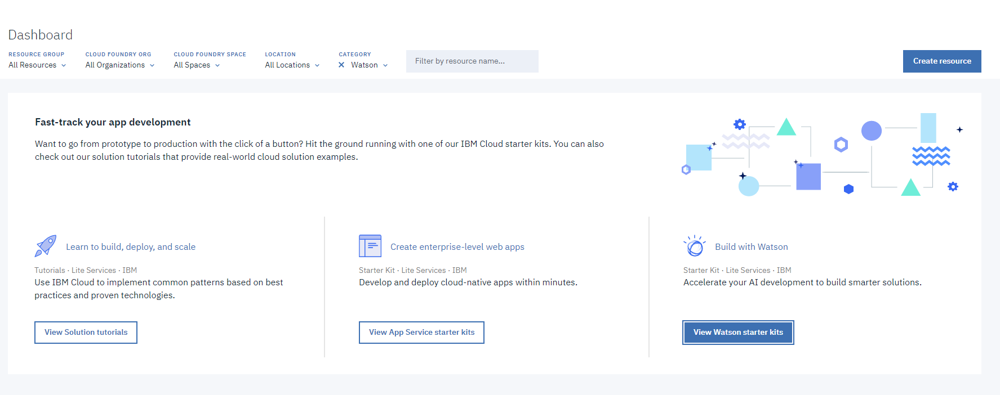 Dashboard
RESOURCE GROUP CLOUD FOUNDRY ORG CLOUD FOUNDRY SPACE LOCATION CATEGORY
All Resources All Organizations All Spaces All Locations Watson
Filter by resource name...
Create resource
Fast-track your app development
Want to go from prototype to production with the click of a button? Hit the ground running with one of our IBM Cloud starter kits. You can also
check out our solution tutorials that provide real-world cloud solution examples.
Learn to build, deploy, and scale
Tutorials · Lite Services · IBM
Use IBM Cloud to implement common patterns based on best
practices and proven technologies.
View Solution tutorials
Create enterprise-level web apps
Starter Kit · Lite Services · IBM
Develop and deploy cloud-native apps within minutes.
View App Service starter kits
Build with Watson
Starter Kit · Lite Services · IBM
Accelerate your AI development to build smarter solutions.
View Watson starter kits